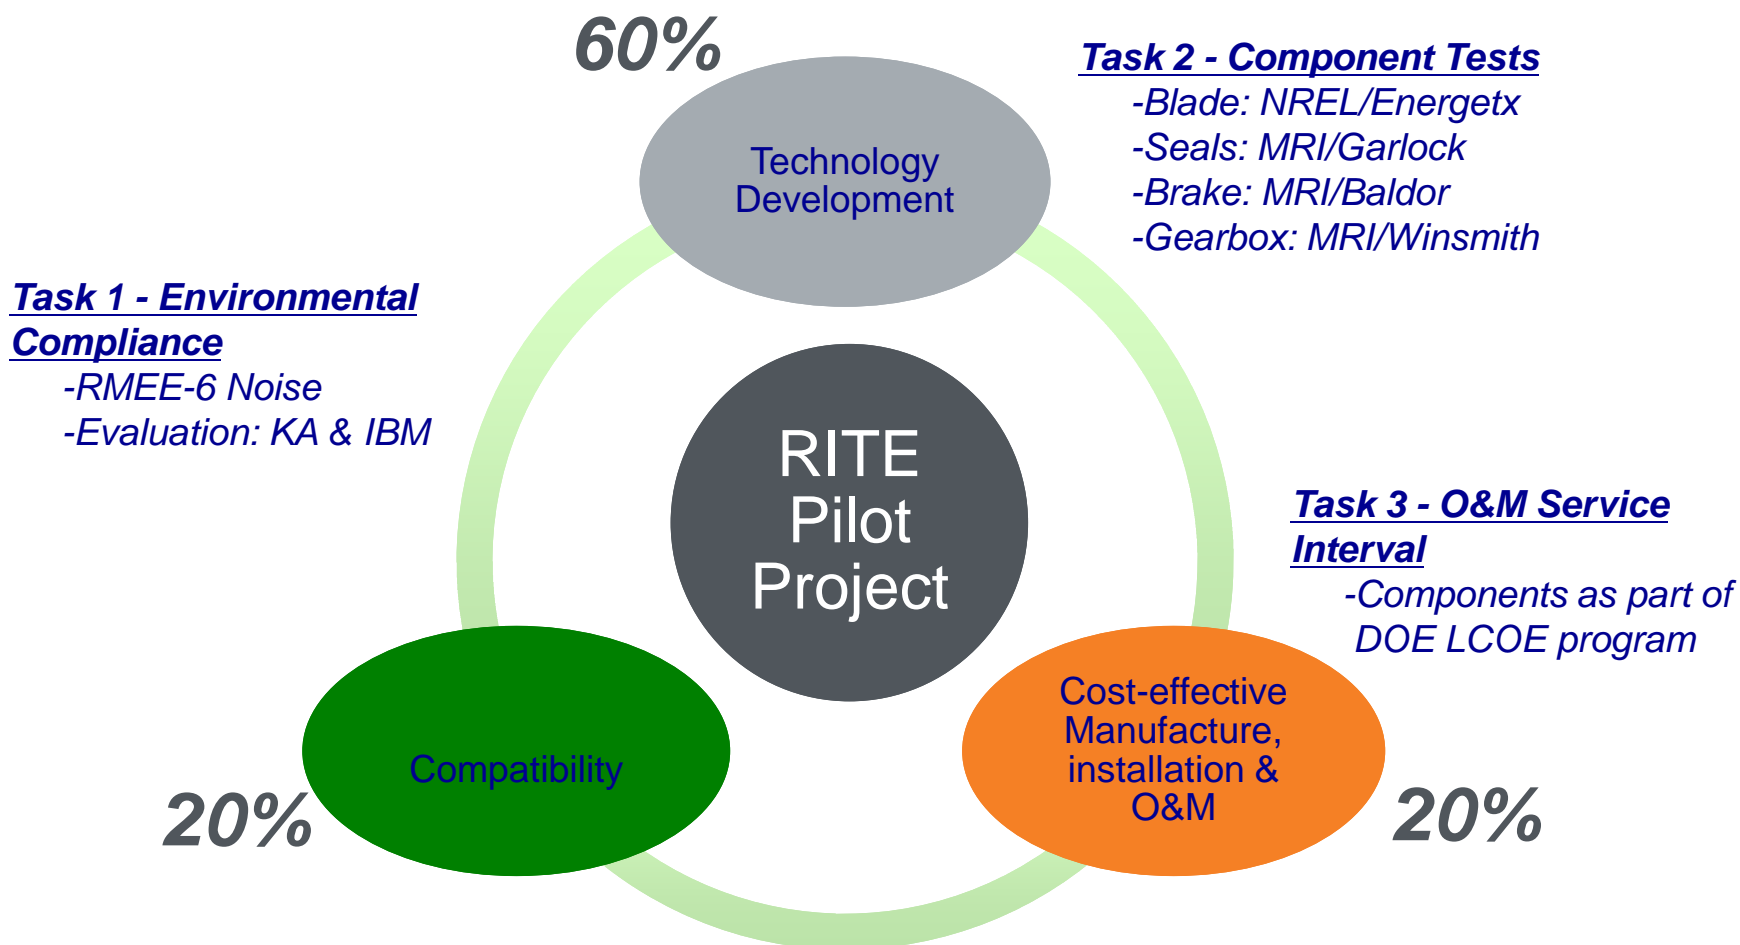 60%
Technology
Development
Task 2 - Component Tests
-Blade: NREL/Energetx
-Seals: MRI/Garlock
-Brake: MRI/Baldor
-Gearbox: MRI/Winsmith
Task 1 - Environmental
Compliance
-RMEE-6 Noise
-Evaluation: KA & IBM
RITE
Pilot
Project
Task 3 - O&M Service
Interval
-Components as part of
DOE LCOE program
Compatibility
20%
Cost-effective
Manufacture,
installation &
O&M
20%